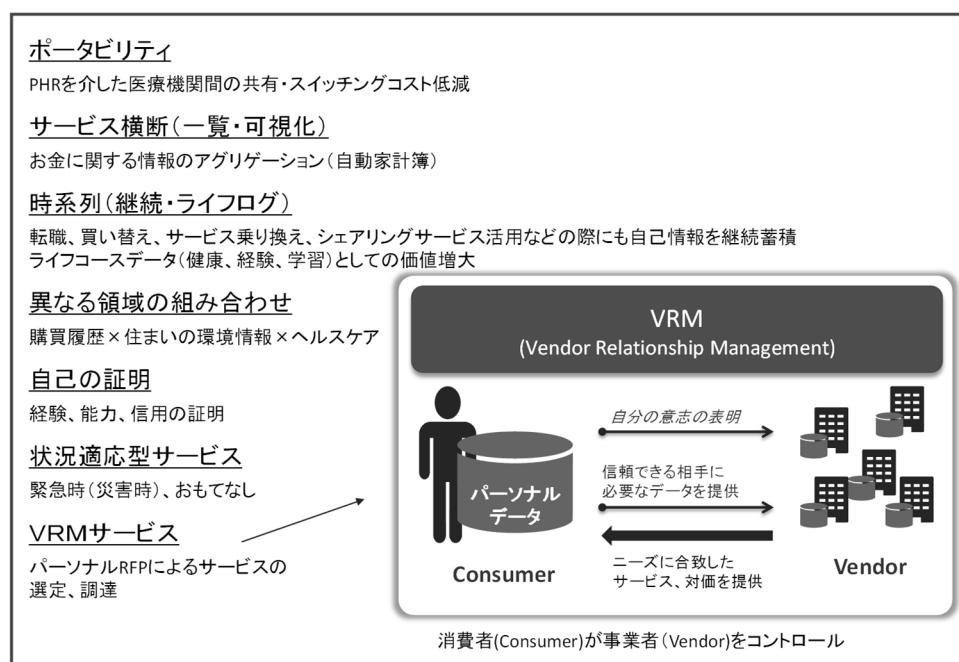 ポータビリティ
PHRを介した医療機関間の共有・スイッチングコスト低減
サービス横断(一覧・可視化)
お金に関する情報のアグリゲーション(自動家計簿)
時系列(継続・ライフログ)
転職、買い替え、サービス乗り換え、シェアリングサービス活用などの際にも自己情報を継続蓄積
ライフコースデータ(健康、経験、学習)としての価値増大
異なる領域の組み合わせ
購買履歴×住まいの環境情報×ヘルスケア
自己の証明
経験、能力、信用の証明
状況適応型サービス
緊急時(災害時)、おもてなし
VRMサービス
パーソナルRFPによるサービスの
選定、調達
VRM
(Vendor Relationship Management)
自分の意志の表明
信頼できる相手に
必要なデータを提供
パーソナル
データ
ニーズに合致した
サービス、対価を提供
Consumer
Vendor
消費者(Consumer)が事業者(Vendor)をコントロール